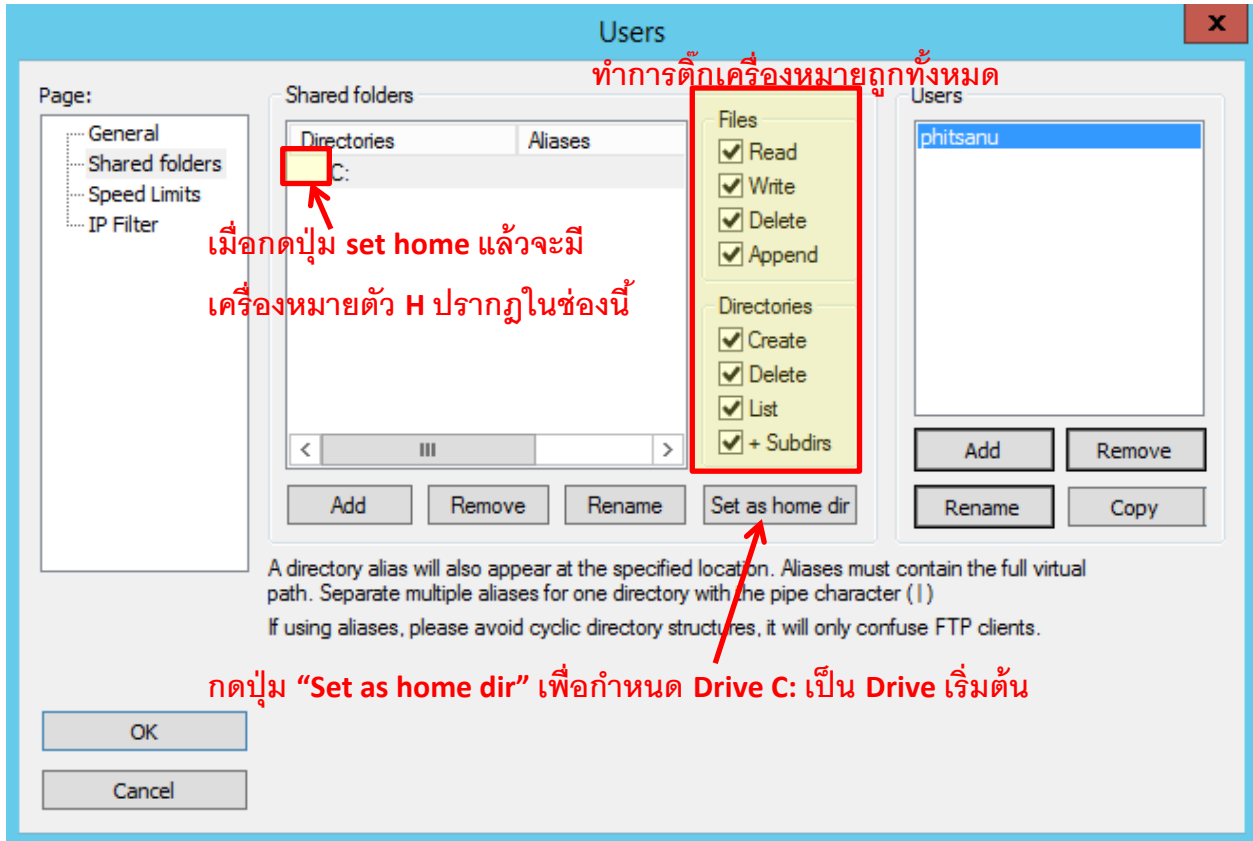 Users
x
ทำการติ๊กเครื่องหมายถูกทั้งหมด
Page:
General
Shared folders
Speed Limits
IP Filter
Shared folders
Directories Aliases
C:
เมื่อกดปุ่ม set home แล้วจะมี
เครื่องหมายตัว H ปรากฏในช่องนี้
Files
Read
Write
Delete
Append
Directories
Create
Delete
List
+ Subdirs
Users
phitsanu
Add Remove Rename Set as home dir
Add Remove
Rename Copy
A directory alias will also appear at the specified location. Aliases must contain the full virtual
path. Separate multiple aliases for one directory with the pipe character (|)
If using aliases, please avoid cyclic directory structures, it will only confuse FTP clients.
กดปุ่ม “Set as home dir” เพื่อกำหนด Drive C: เป็น Drive เริ่มต้น
OK
Cancel